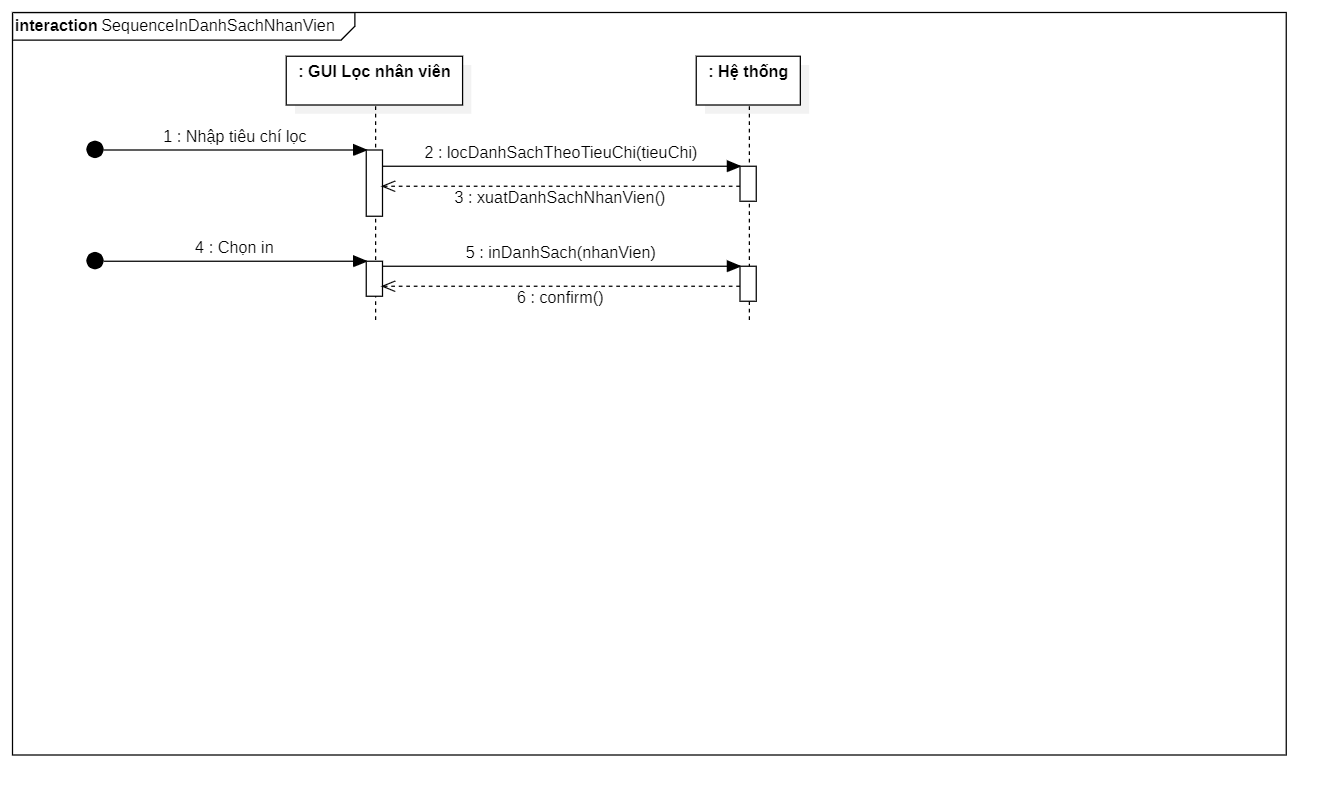 interaction SequenceInDanhSachNhanVien
: GUI Lọc nhân viên
: Hệ thống
1 : Nhập tiêu chí lọc
2 : locDanhSachTheoTieuChi(tieuChi)
3 : xuatDanhSachNhanVien()
4 : Chọn in
5 : inDanhSach(nhanVien)
6 : confirm()